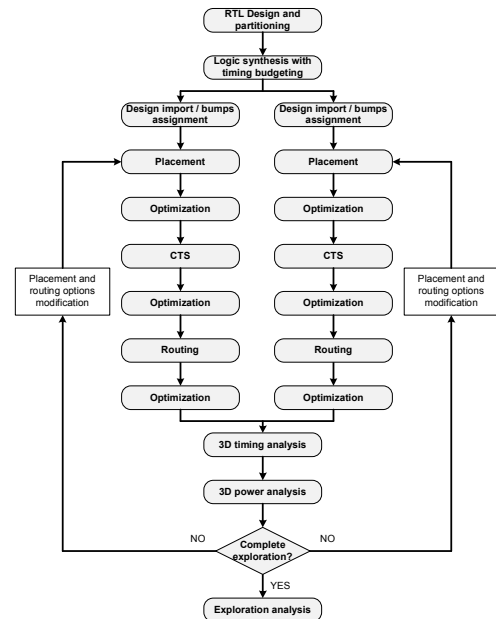 RTL Design and
partitioning
Logic synthesis with
timing budgeting
Design import / bumps
assignment
Design import / bumps
assignment
Placement
Placement
Optimization
Optimization
CTS
CTS
Placement and
routing options
modification
Placement and
routing options
modification
Optimization
Optimization
Routing
Routing
Optimization
Optimization
3D timing analysis
3D power analysis
NO
Complete
exploration?
NO
YES
Exploration analysis